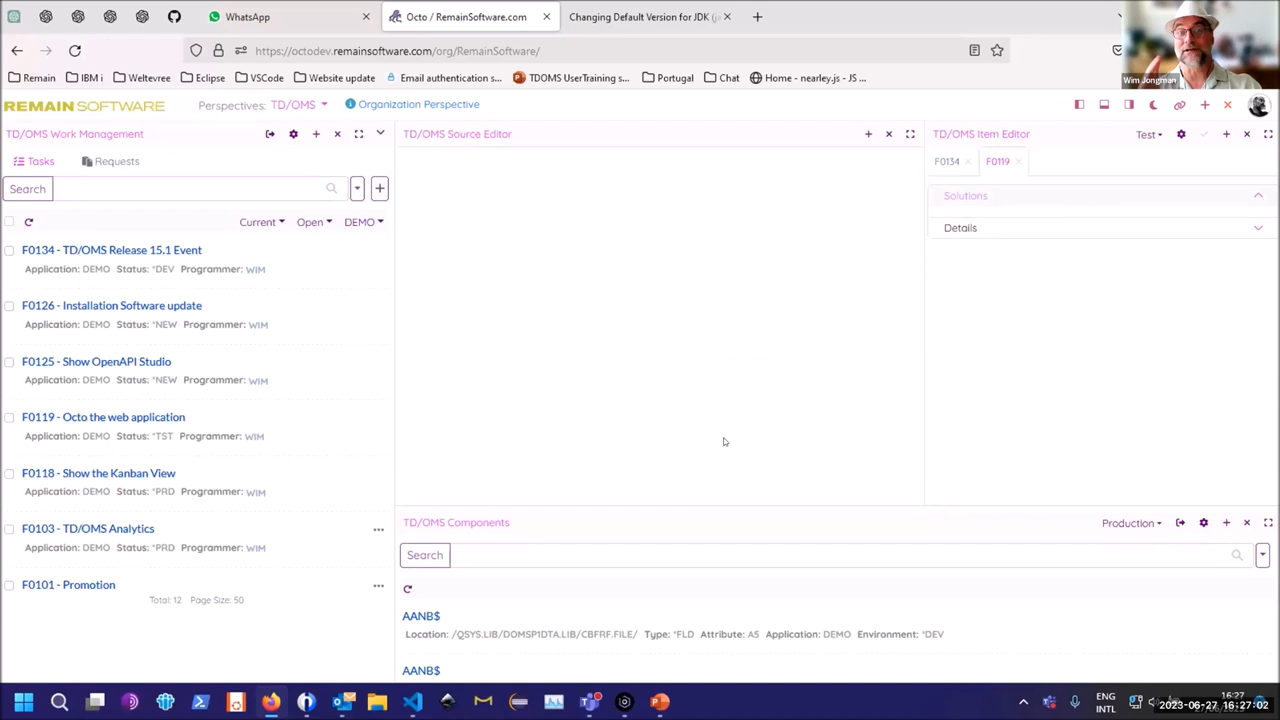 WhatsApp
Octo / RemainSoftware.com
Changing Default Version for JDK (ja
https://octodev.remainsoftware.com/org/RemainSoftware/
Remain
IBM i
Weltevree
Eclipse
VSCode
Website update
Email authentication s...
TDOMS UserTraining s...
Portugal
Chat
Home - nearley.js - JS ...
Wim Jongman
REMAIN SOFTWARE
Perspectives: TD/OMS
Organization Perspective
TD/OMS Work Management
Tasks
Requests
Search
Current
Open
DEMO
F0134 - TD/OMS Release 15.1 Event
Application: DEMO Status: *DEV Programmer: WIM
F0126 - Installation Software update
Application: DEMO Status: *NEW Programmer: WIM
F0125 - Show OpenAPI Studio
Application: DEMO Status: *NEW Programmer: WIM
F0119 - Octo the web application
Application: DEMO Status: *TST Programmer: WIM
F0118 - Show the Kanban View
Application: DEMO Status: *PRD Programmer: WIM
F0103 - TD/OMS Analytics
Application: DEMO Status: *PRD Programmer: WIM
F0101 - Promotion
Total: 12 Page Size: 50
TD/OMS Source Editor
TD/OMS Item Editor
Test
F0134
F0119
Solutions
Details
TD/OMS Components
Production
Search
AANB$
Location: /QSYS.LIB/DOMSP1DTA.LIB/CBFRF.FILE/ Type: *FLD Attribute: A5 Application: DEMO Environment: *DEV
AANB$
ENG
INTL
16:27
2023-06-27 16:27:02